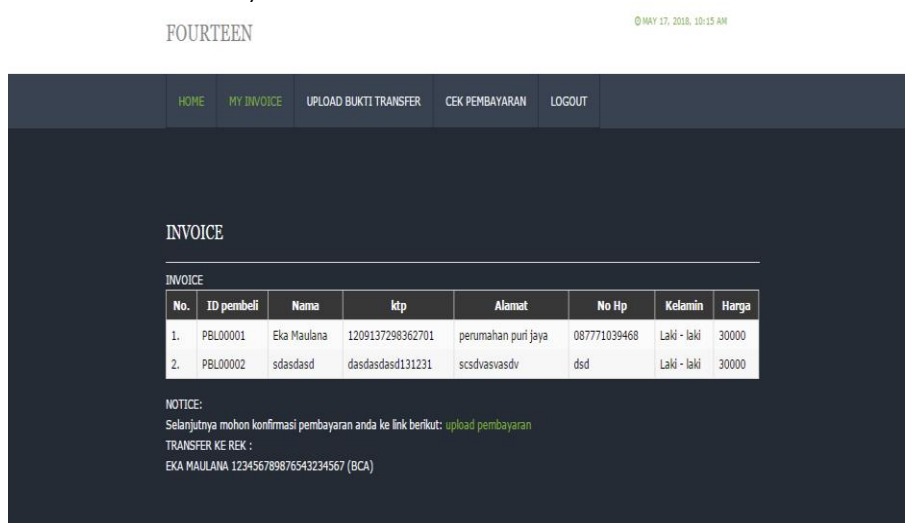 FOURTEEN
MAY 17, 2018, 10:15 AM
HOME MY INVOICE UPLOAD BUKTI TRANSFER CEK PEMBAYARAN LOGOUT
INVOICE
INVOICE
No. ID pembeli Nama ktp Alamat No Hp Kelamin Harga
1. PBL00001 Eka Maulana 1209137298362701 perumahan puri jaya 087771039468 Laki - laki 30000
2. PBL00002 sdasdasd dasdasdasd131231 scsdvasvasdv dsd Laki - laki 30000
NOTICE:
Selanjutnya mohon konfirmasi pembayaran anda ke link berikut: upload pembayaran
TRANSFER KE REK :
EKA MAULANA 123456789876543234567 (BCA)